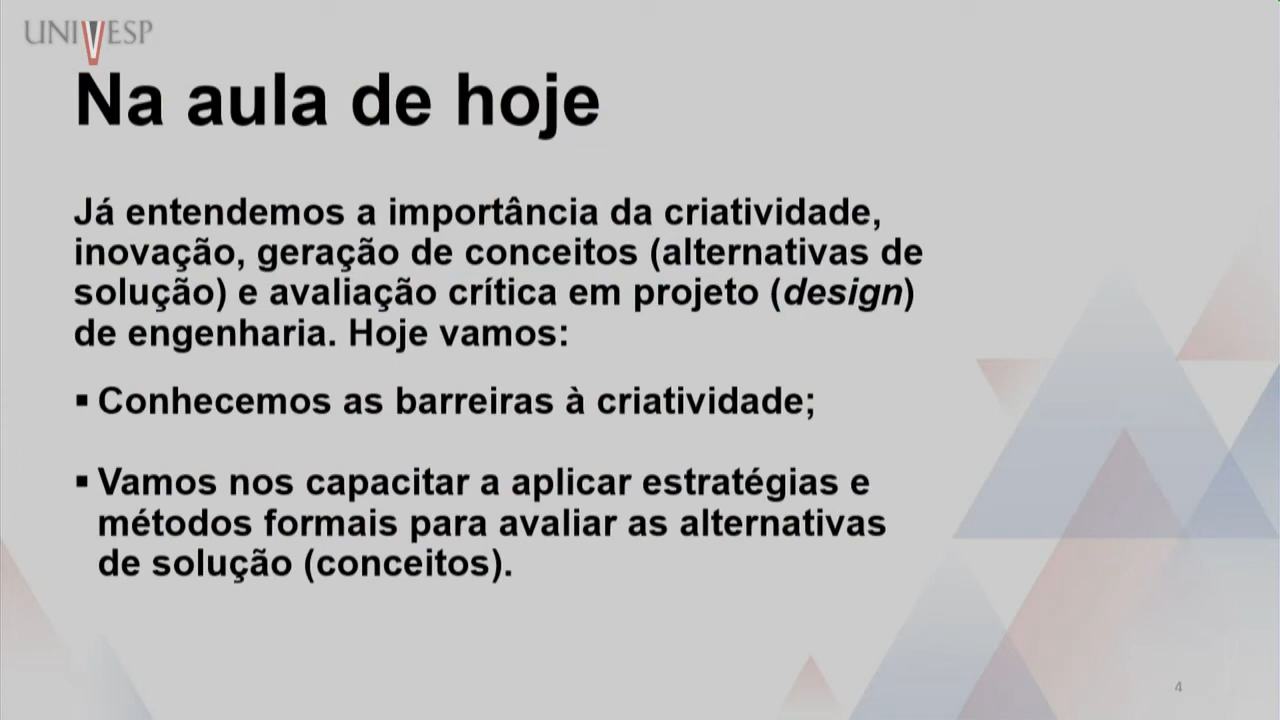 UNIVESP
Na aula de hoje
Já entendemos a importância da criatividade,
inovação, geração de conceitos (alternativas de
solução) e avaliação crítica em projeto (design)
de engenharia. Hoje vamos:
▪ Conhecemos as barreiras à criatividade;
▪ Vamos nos capacitar a aplicar estratégias e
métodos formais para avaliar as alternativas
de solução (conceitos).
4